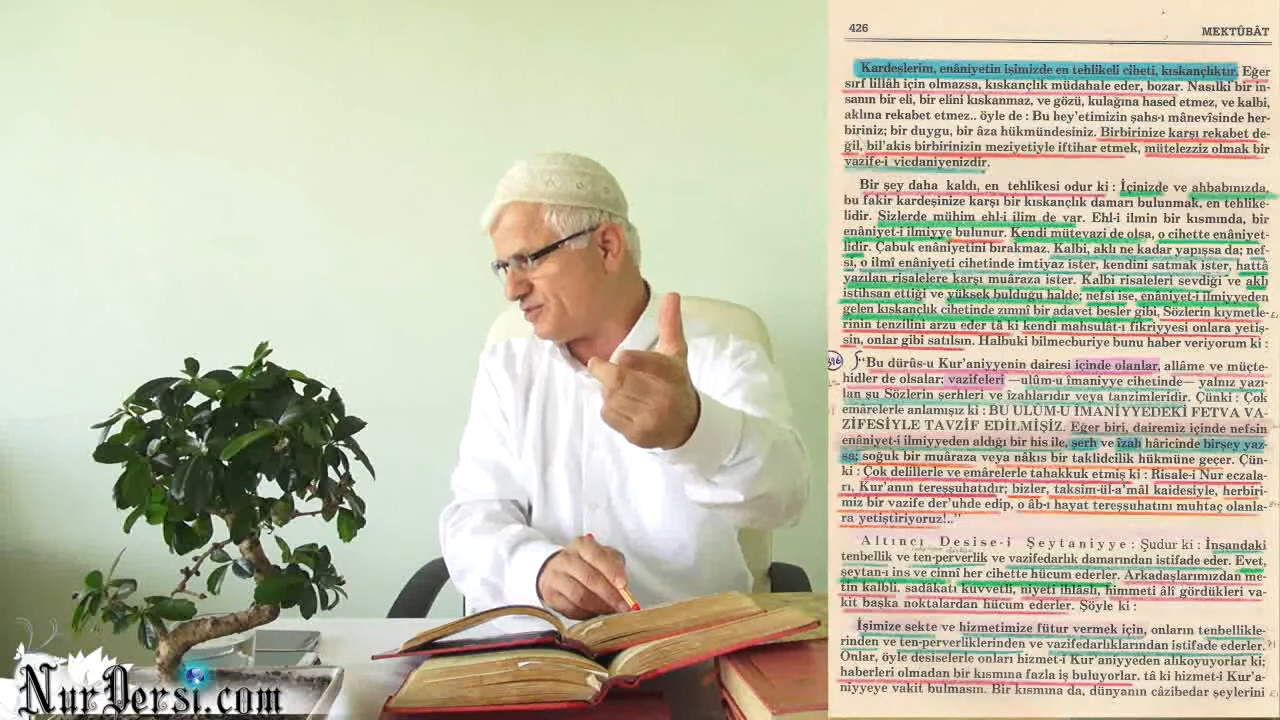 426
MEKTÛBÂT
Kardeşlerim, enâniyetin işimizde en tehlikeli ciheti, kıskançlıktır. Eğer
sırf lillâh için olmazsa, kıskançlık müdahale eder, bozar. Nasılki bir in-
sanın bir eli, bir elini kıskanmaz, ve gözü, kulağına hased etmez, ve kalbi,
aklına rekabet etmez.. öyle de : Bu hey'etimizin şahs-ı mânevîsinde her-
biriniz; bir duygu, bir âza hükmündesiniz. Birbirinize karşı rekabet de-
ğil, bil'akis birbirinizin meziyetiyle iftihar etmek, mütelezziz olmak bir
vazife-i vicdaniyenizdir.
Bir şey daha kaldı, en tehlikesi odur ki : İçinizde ve ahbabınızda,
bu fakir kardeşinize karşı bir kıskançlık damarı bulunmak, en tehlike-
lidir. Sizlerde mühim ehl-i ilim de var. Ehl-i ilmin bir kısmında, bir
enâniyet-i ilmiyye bulunur. Kendi mütevazi de olsa, o cihette enâniyet-
lidir. Çabuk enâniyetini bırakmaz. Kalbi, aklı ne kadar yapışsa da; nef-
si, o ilmî enâniyeti cihetinde imtiyaz ister, kendini satmak ister, hattâ
yazılan risalelere karşı muâraza ister. Kalbi risaleleri sevdiği ve aklı
istihsan ettiği ve yüksek bulduğu halde; nefsi ise, enâniyet-i ilmiyyeden
gelen kıskançlık cihetinde zımnî bir adavet besler gibi, Sözlerin kıymetle-
rinin tenzilini arzu eder tâ ki kendi mahsulât-ı fikriyyesi onlara yetiş-
sin, onlar gibi satılsın. Halbuki bilmecburiye bunu haber veriyorum ki :
"Bu dürûs-u Kur'aniyyenin dairesi içinde olanlar, allâme ve müçte-
hidler de olsalar; vazifeleri —ulûm-u îmaniyye cihetinde— yalnız yazı-
lan şu Sözlerin şerhleri ve îzahlarıdır veya tanzimleridir. Çünki : Çok
emârelerle anlamışız ki : BU ULUM-U İMANİYYEDEKİ FETVA VA-
ZİFESİYLE TAVZİF EDİLMİŞİZ. Eğer biri, dairemiz içinde nefsin
enâniyet-i ilmiyyeden aldığı bir his ile, şerh ve îzah hâricinde birşey yaz-
sa; soğuk bir muâraza veya nâkıs bir taklidcilik hükmüne geçer. Çün-
ki : Çok delillerle ve emârelerle tahakkuk etmiş ki : Risale-i Nur eczala-
rı, Kur'anın tereşşuhatıdır; bizler, taksim-ül-a'mâl kaidesiyle, herbiri-
miz bir vazife der'uhde edip, o âb-ı hayat tereşşuhatını muhtaç olanla-
ra yetiştiriyoruz!.."
Altıncı Desise-i Şeytaniyye : Şudur ki : İnsandaki
tenbellik ve ten-perverlik ve vazifedarlık damarından istifade eder. Evet,
şeytan-ı ins ve cinnî her cihette hücum ederler. Arkadaşlarımızdan me-
tin kalbli, sadâkatı kuvvetli, niyeti ihlâslı, himmeti âlî gördükleri va-
kit başka noktalardan hücum ederler. Şöyle ki :
İşimize sekte ve hizmetimize fütur vermek için, onların tenbellikle-
rinden ve ten-perverliklerinden ve vazifedarlıklarından istifade ederler.
Onlar, öyle desiselerle onları hizmet-i Kur'aniyyeden alıkoyuyorlar ki;
haberleri olmadan bir kısmına fazla iş buluyorlar, tâ ki hizmet-i Kur'a-
niyyeye vakit bulmasın. Bir kısmına da, dünyanın câzibedar şeylerini
NurDersi.com